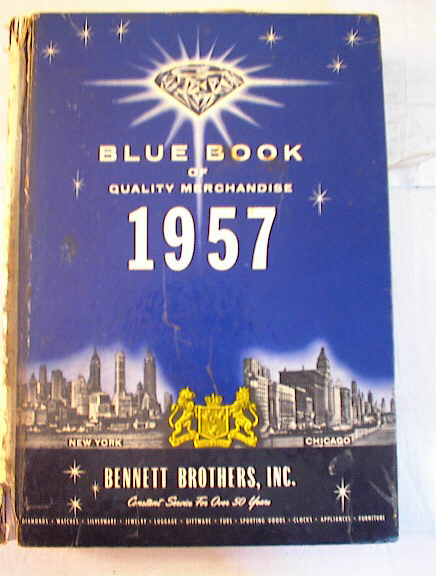 BLUE BOOK
OF
QUALITY MERCHANDISE
1957
NEW YORK
CHICAGO
BENNETT BROTHERS, INC.
Constant Service For Over 50 Years
DIAMONDS • WATCHES • SILVERWARE • JEWELRY • LUGGAGE • GIFTWARE • FURS • SPORTING GOODS • CLOCKS • APPLIANCES • FURNITURE